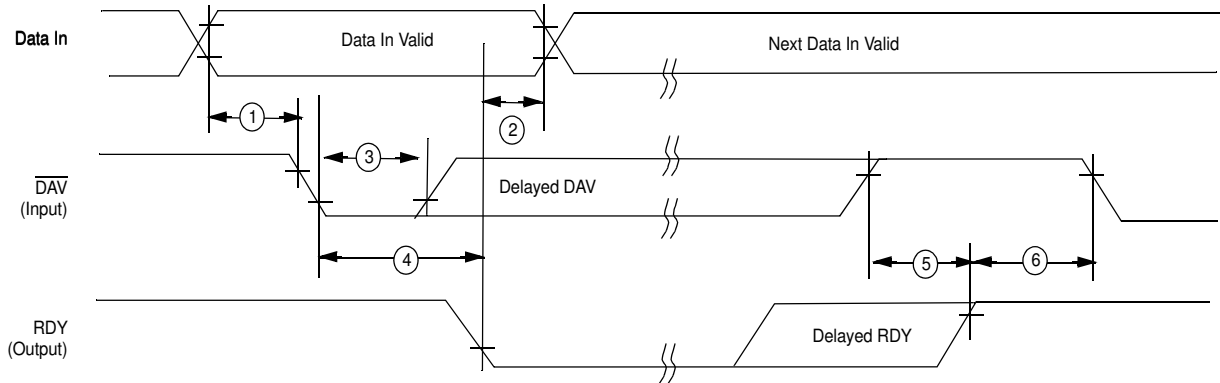 Data In
Data In Valid
Next Data In Valid
1
2
3
DAV
(Input)
Delayed DAV
4
5
6
RDY
(Output)
Delayed RDY